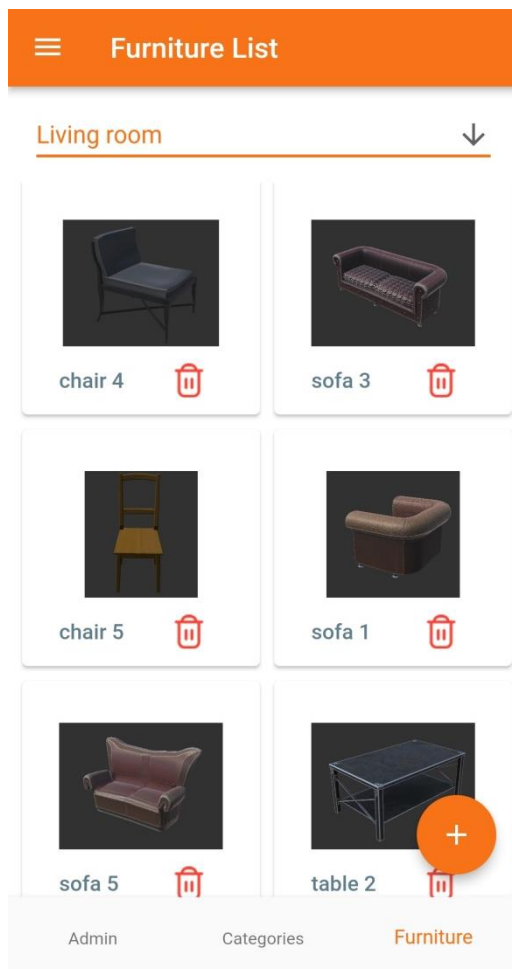 Furniture List
Living room
chair 4
sofa 3
chair 5
sofa 1
sofa 5
table 2
Admin
Categories
Furniture